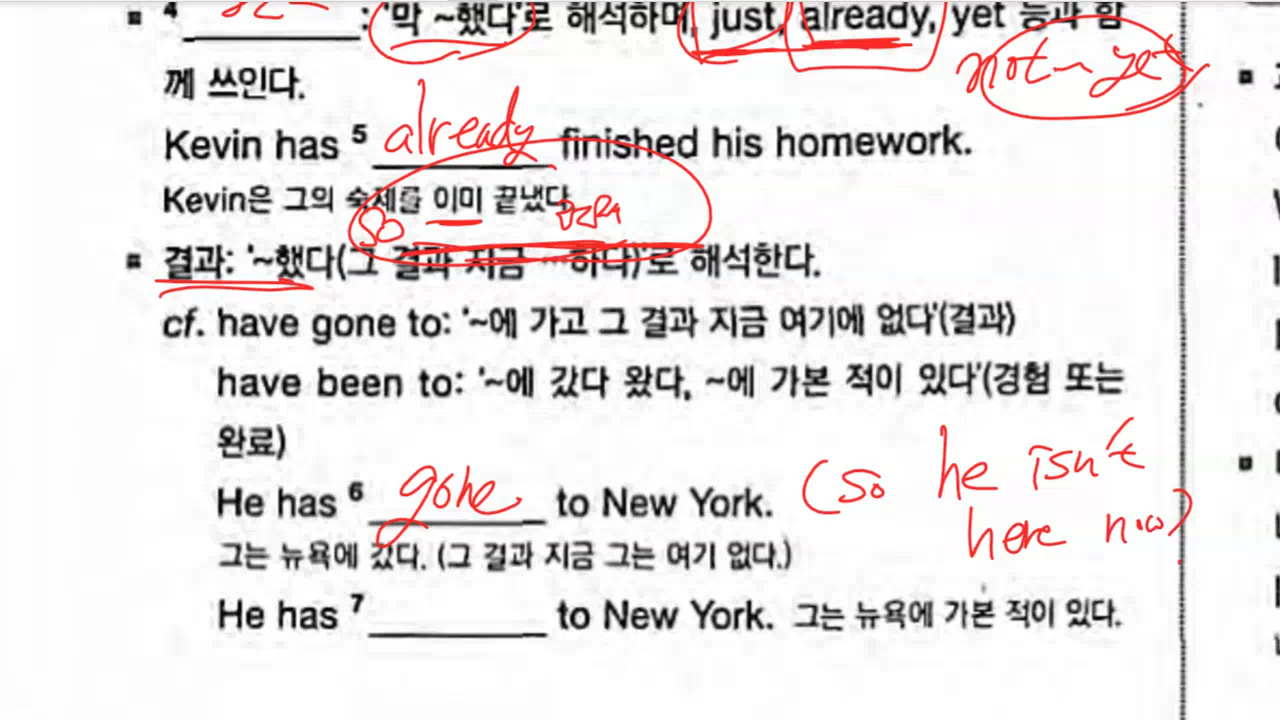 4 ________ : '막 ~했다'로 해석하며, just, already, yet 등과 함
께 쓰인다.
not ~ yet
Kevin has 5 already finished his homework.
Kevin은 그의 숙제를 이미 끝냈다.
so
결과: '~했다(그 결과 지금 … 하다)'로 해석한다.
cf. have gone to: '~에 가고 그 결과 지금 여기에 없다'(결과)
have been to: '~에 갔다 왔다, ~에 가본 적이 있다'(경험 또는
완료)
He has 6 gone to New York. (so he isn't
here now)
그는 뉴욕에 갔다. (그 결과 지금 그는 여기 없다.)
He has 7 ________ to New York. 그는 뉴욕에 가본 적이 있다.